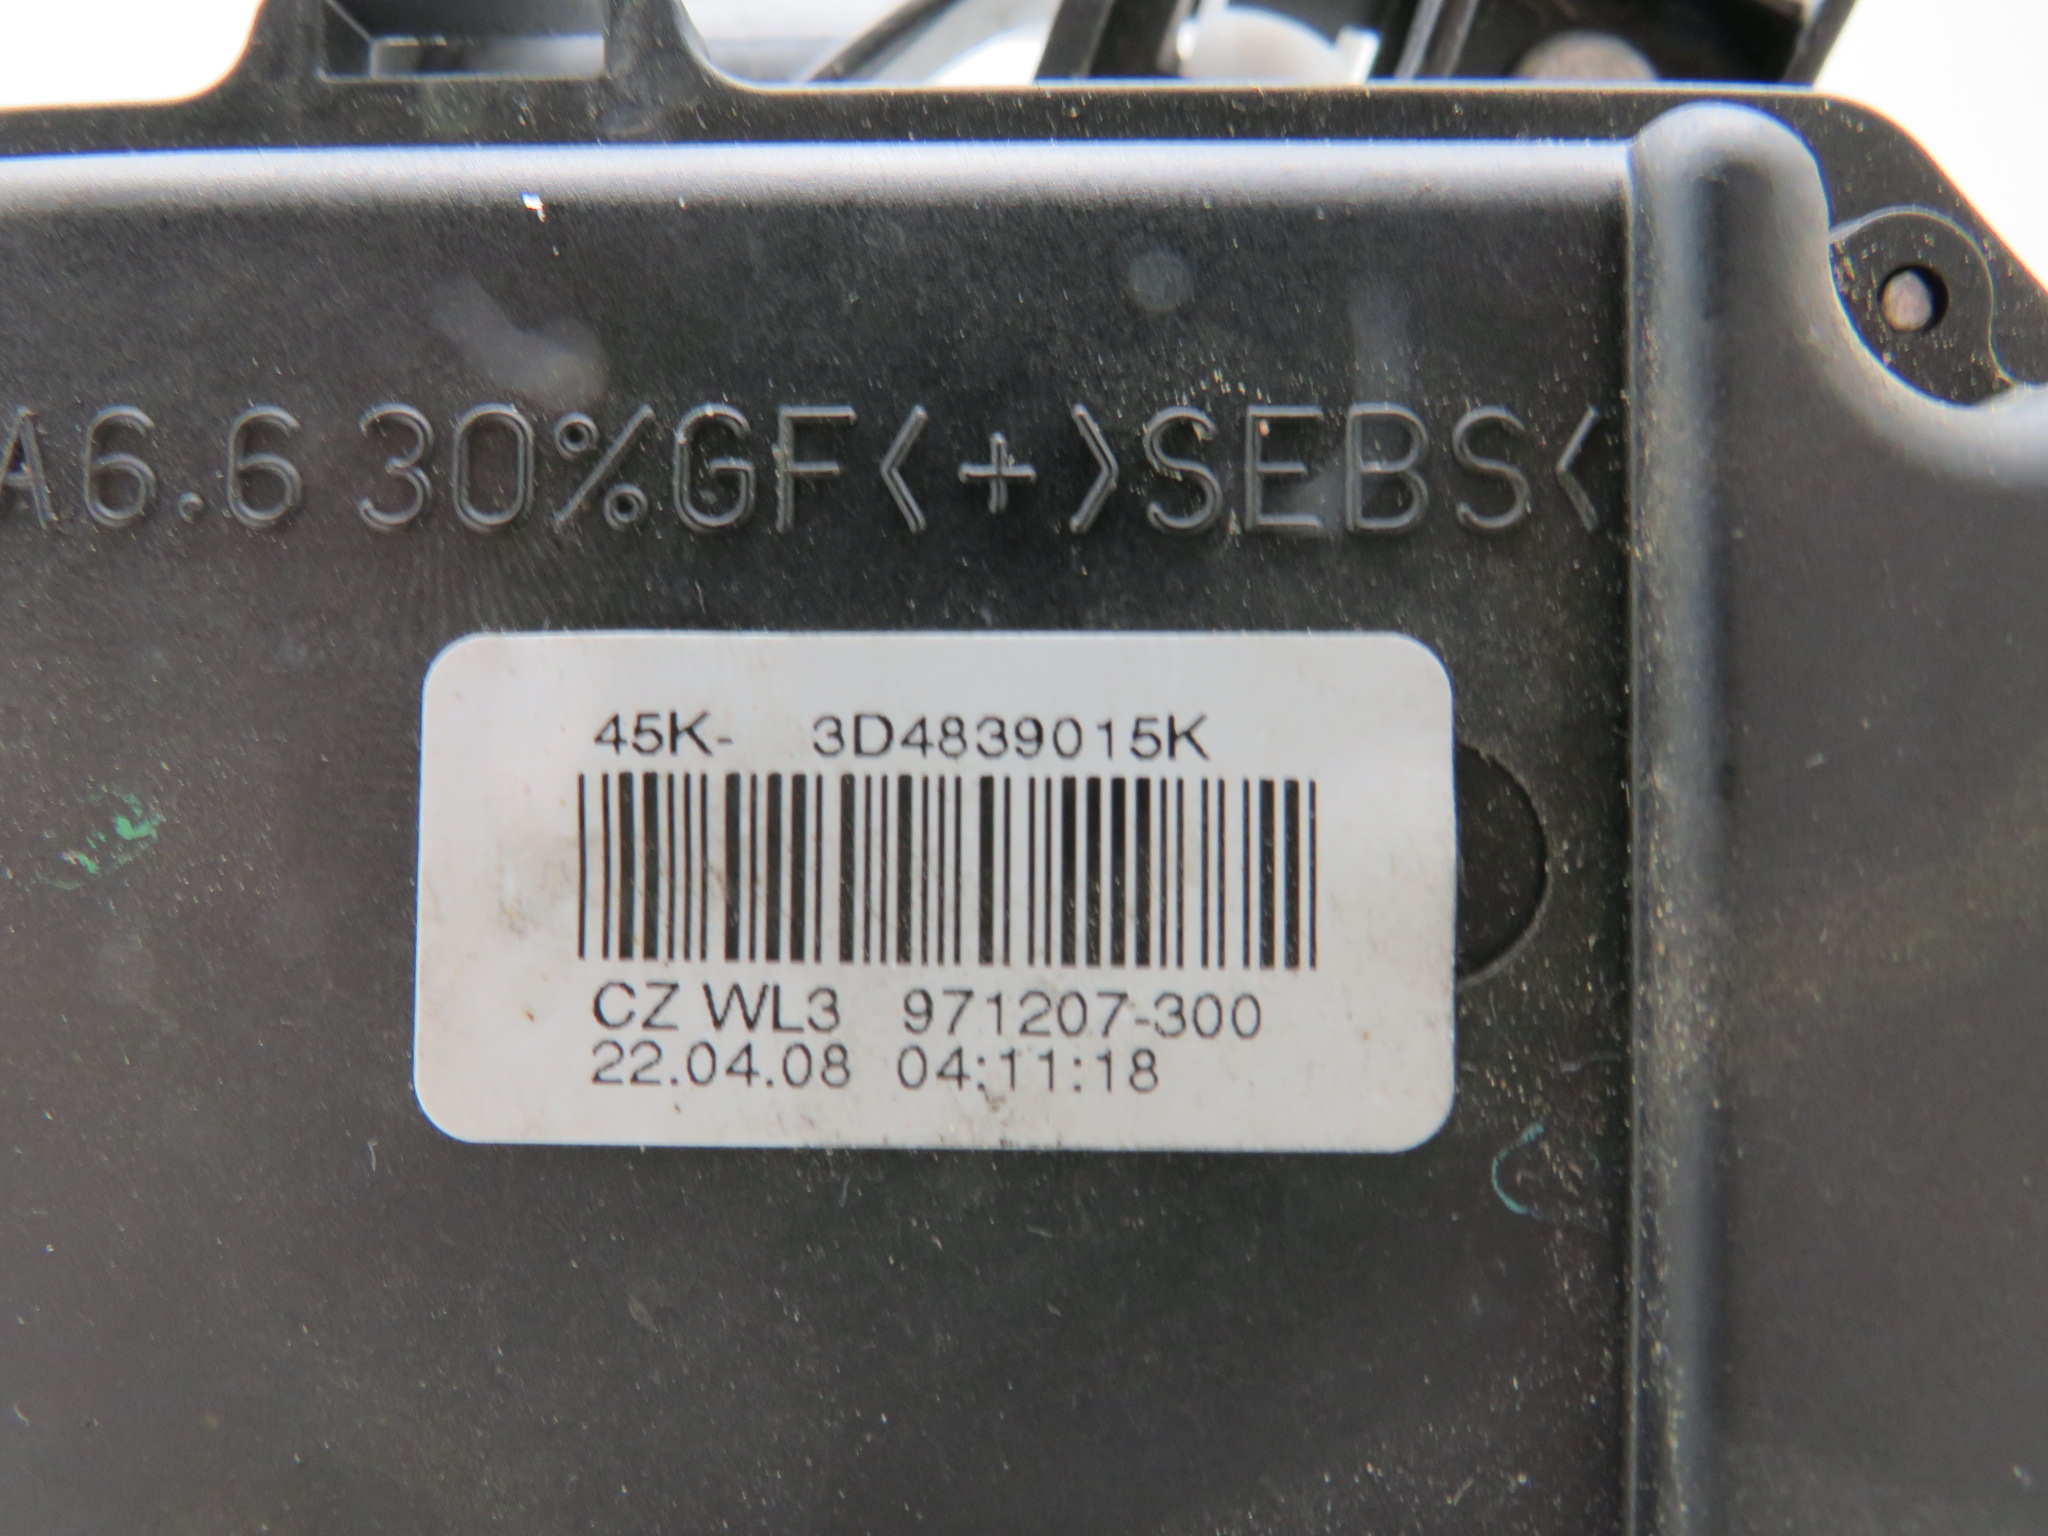 A6.6 30%GF<+>SEBS<
45K- 3D4839015K
CZ WL3 971207-300
22.04.08 04:11:18